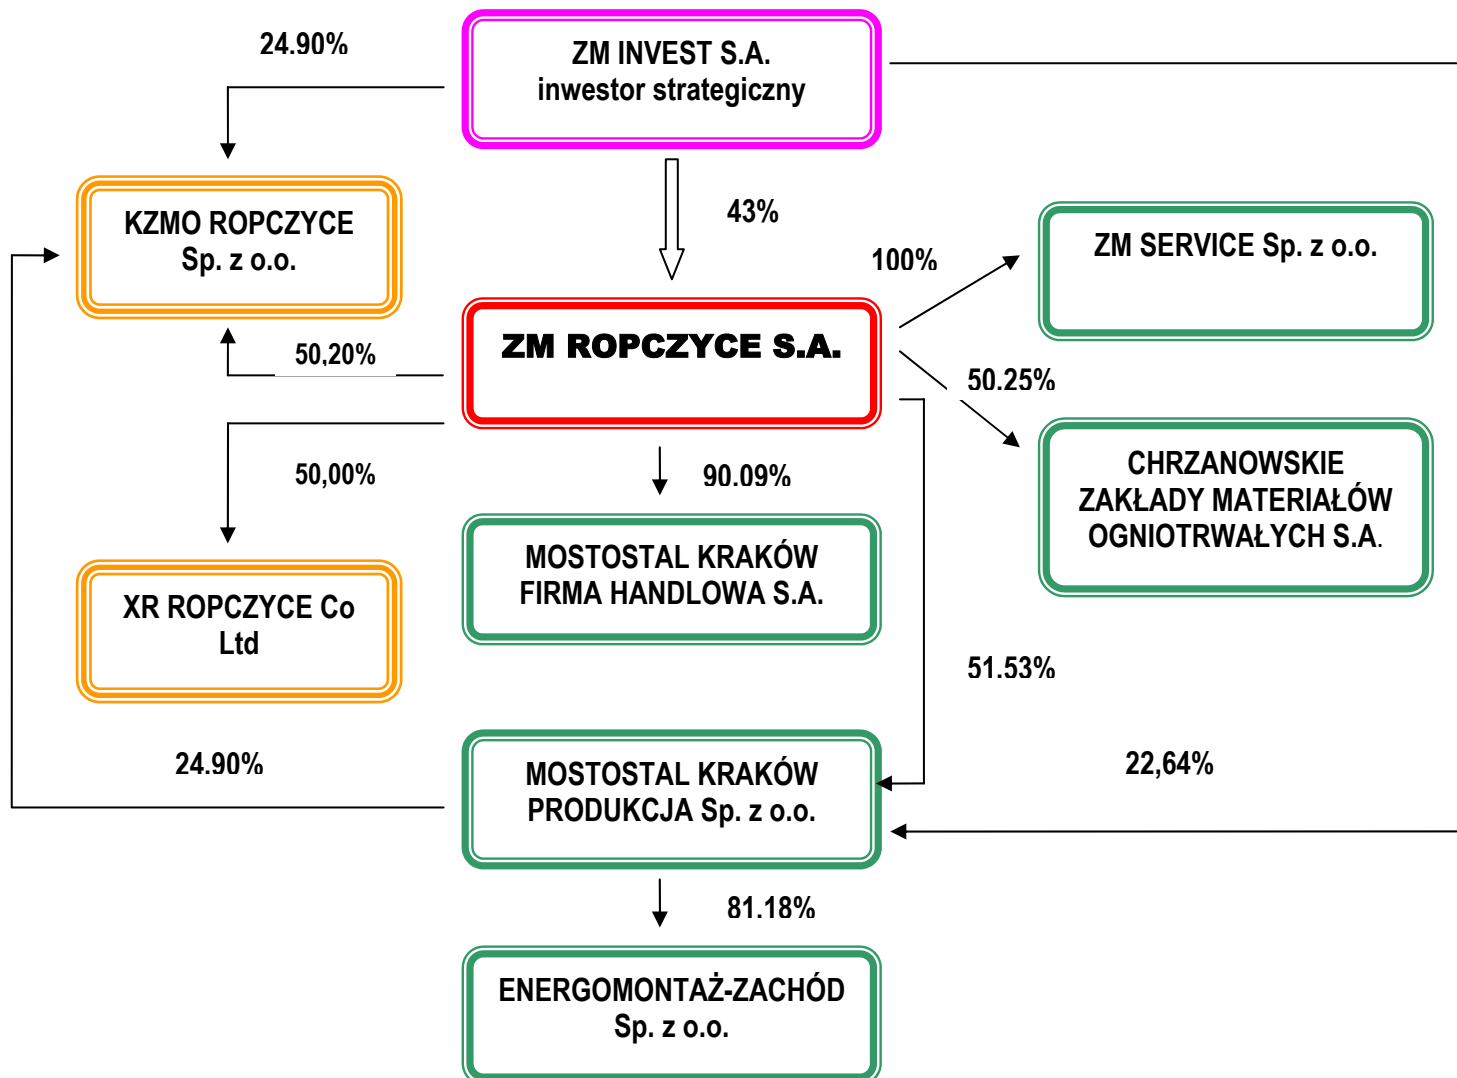 24.90%
ZM INVEST S.A.
inwestor strategiczny
43%
KZMO ROPCZYCE
Sp. z o.o.
100%
ZM SERVICE Sp. z o.o.
50,20%
ZM ROPCZYCE S.A.
50.25%
50,00%
90.09%
CHRZANOWSKIE
ZAKŁADY MATERIAŁÓW
OGNIOTRWAŁYCH S.A.
MOSTOSTAL KRAKÓW
FIRMA HANDLOWA S.A.
XR ROPCZYCE Co
Ltd
51.53%
24.90%
MOSTOSTAL KRAKÓW
PRODUKCJA Sp. z o.o.
22,64%
81.18%
ENERGOMONTAŻ-ZACHÓD
Sp. z o.o.